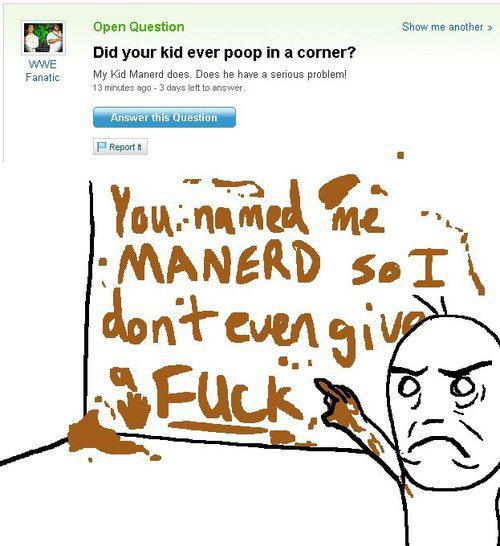 Open Question
Show me another »
Did your kid ever poop in a corner?
WWE
Fanatic
My Kid Manerd does. Does he have a serious problem!
13 minutes ago - 3 days left to answer.
Answer this Question
Report It
You named me
MANERD so I
don't even give
a
FUCK